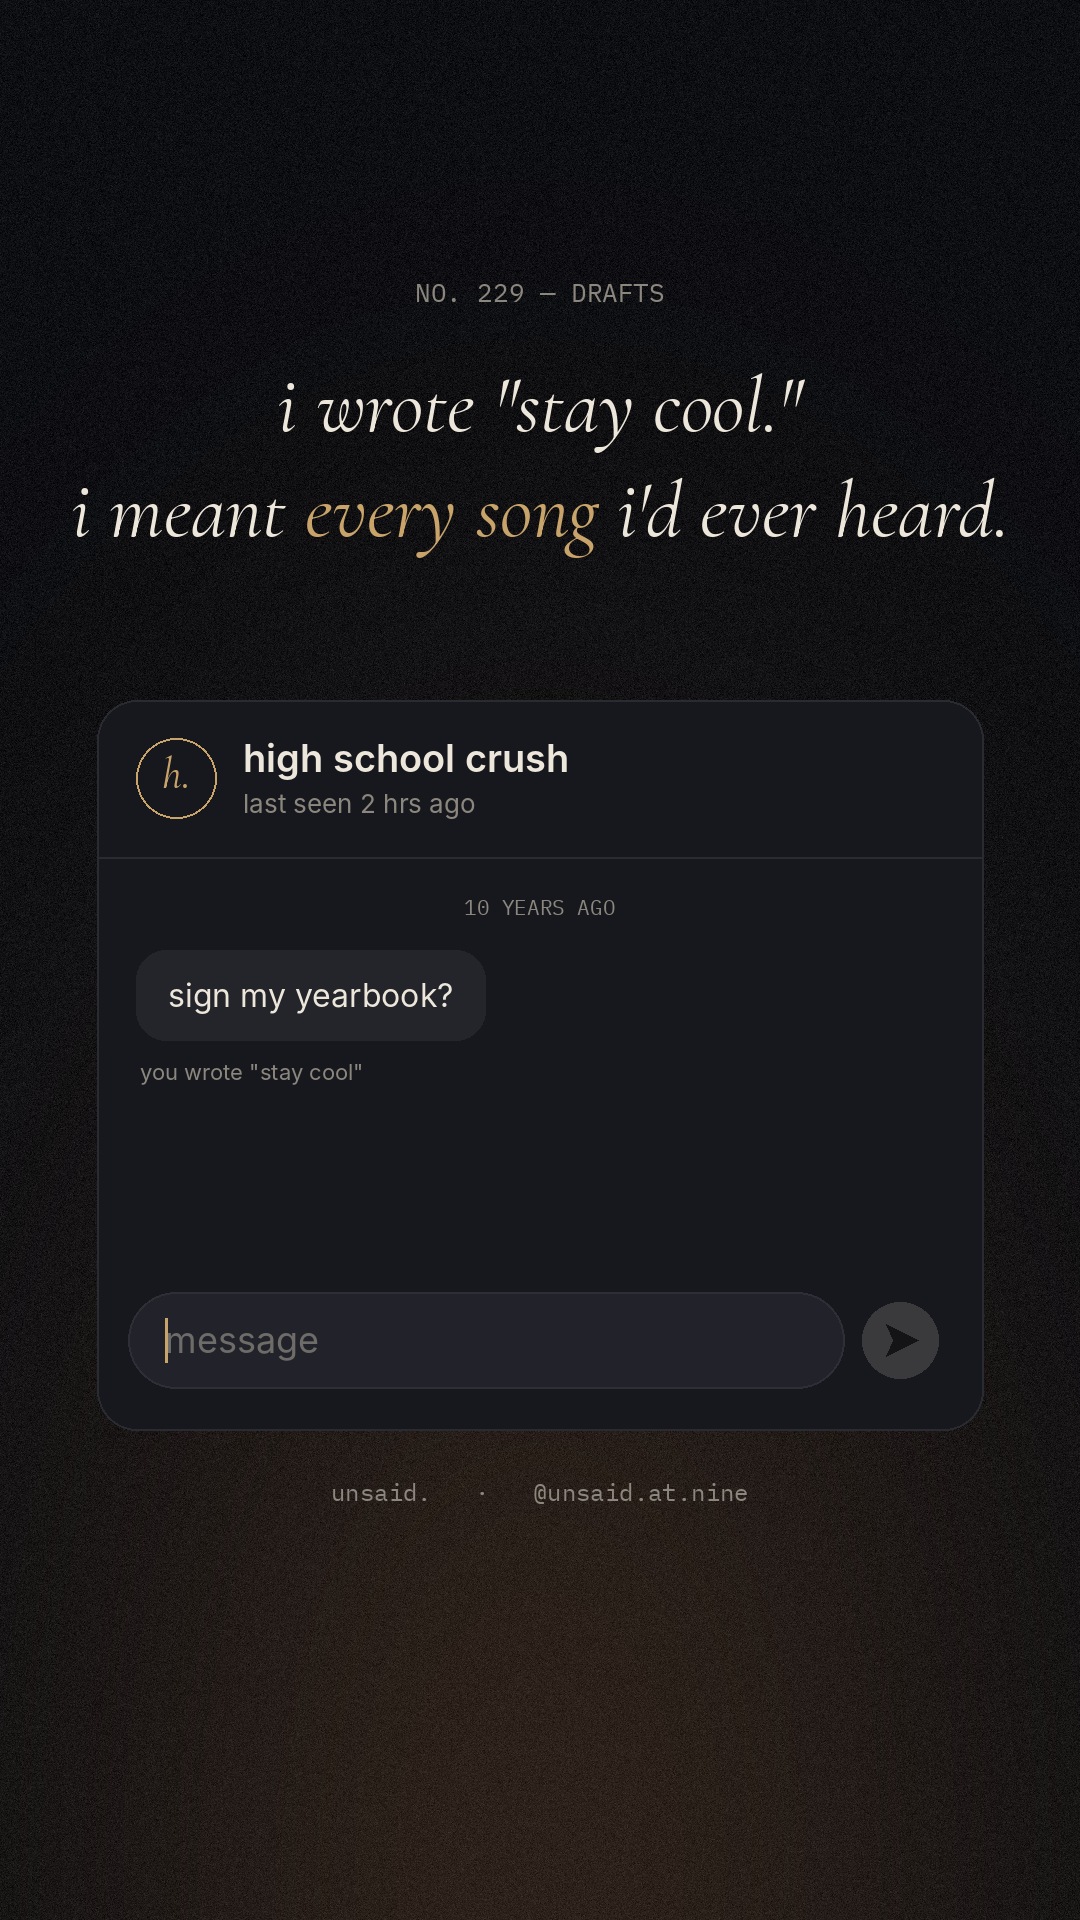 NO. 229 — DRAFTS
i wrote "stay cool."
i meant every song i'd ever heard.
h.
high school crush
last seen 2 hrs ago
10 YEARS AGO
sign my yearbook?
you wrote "stay cool"
message
unsaid. · @unsaid.at.nine